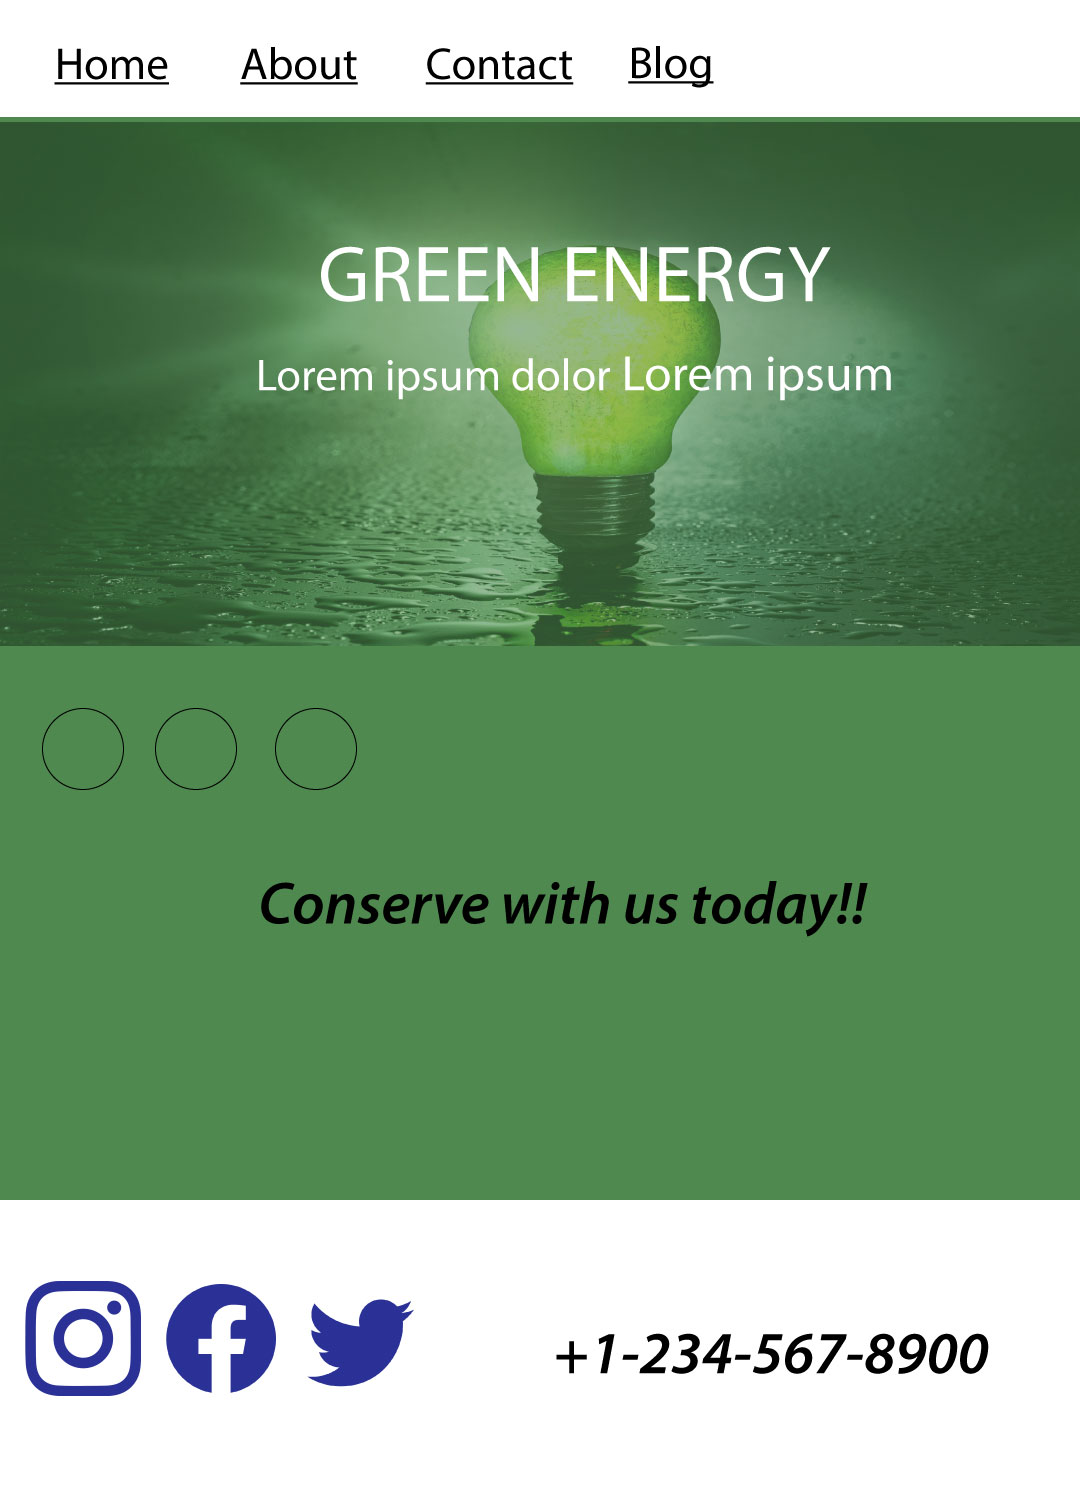 Home About Contact Blog
GREEN ENERGY
Lorem ipsum dolor Lorem ipsum
Conserve with us today!!
+1-234-567-8900